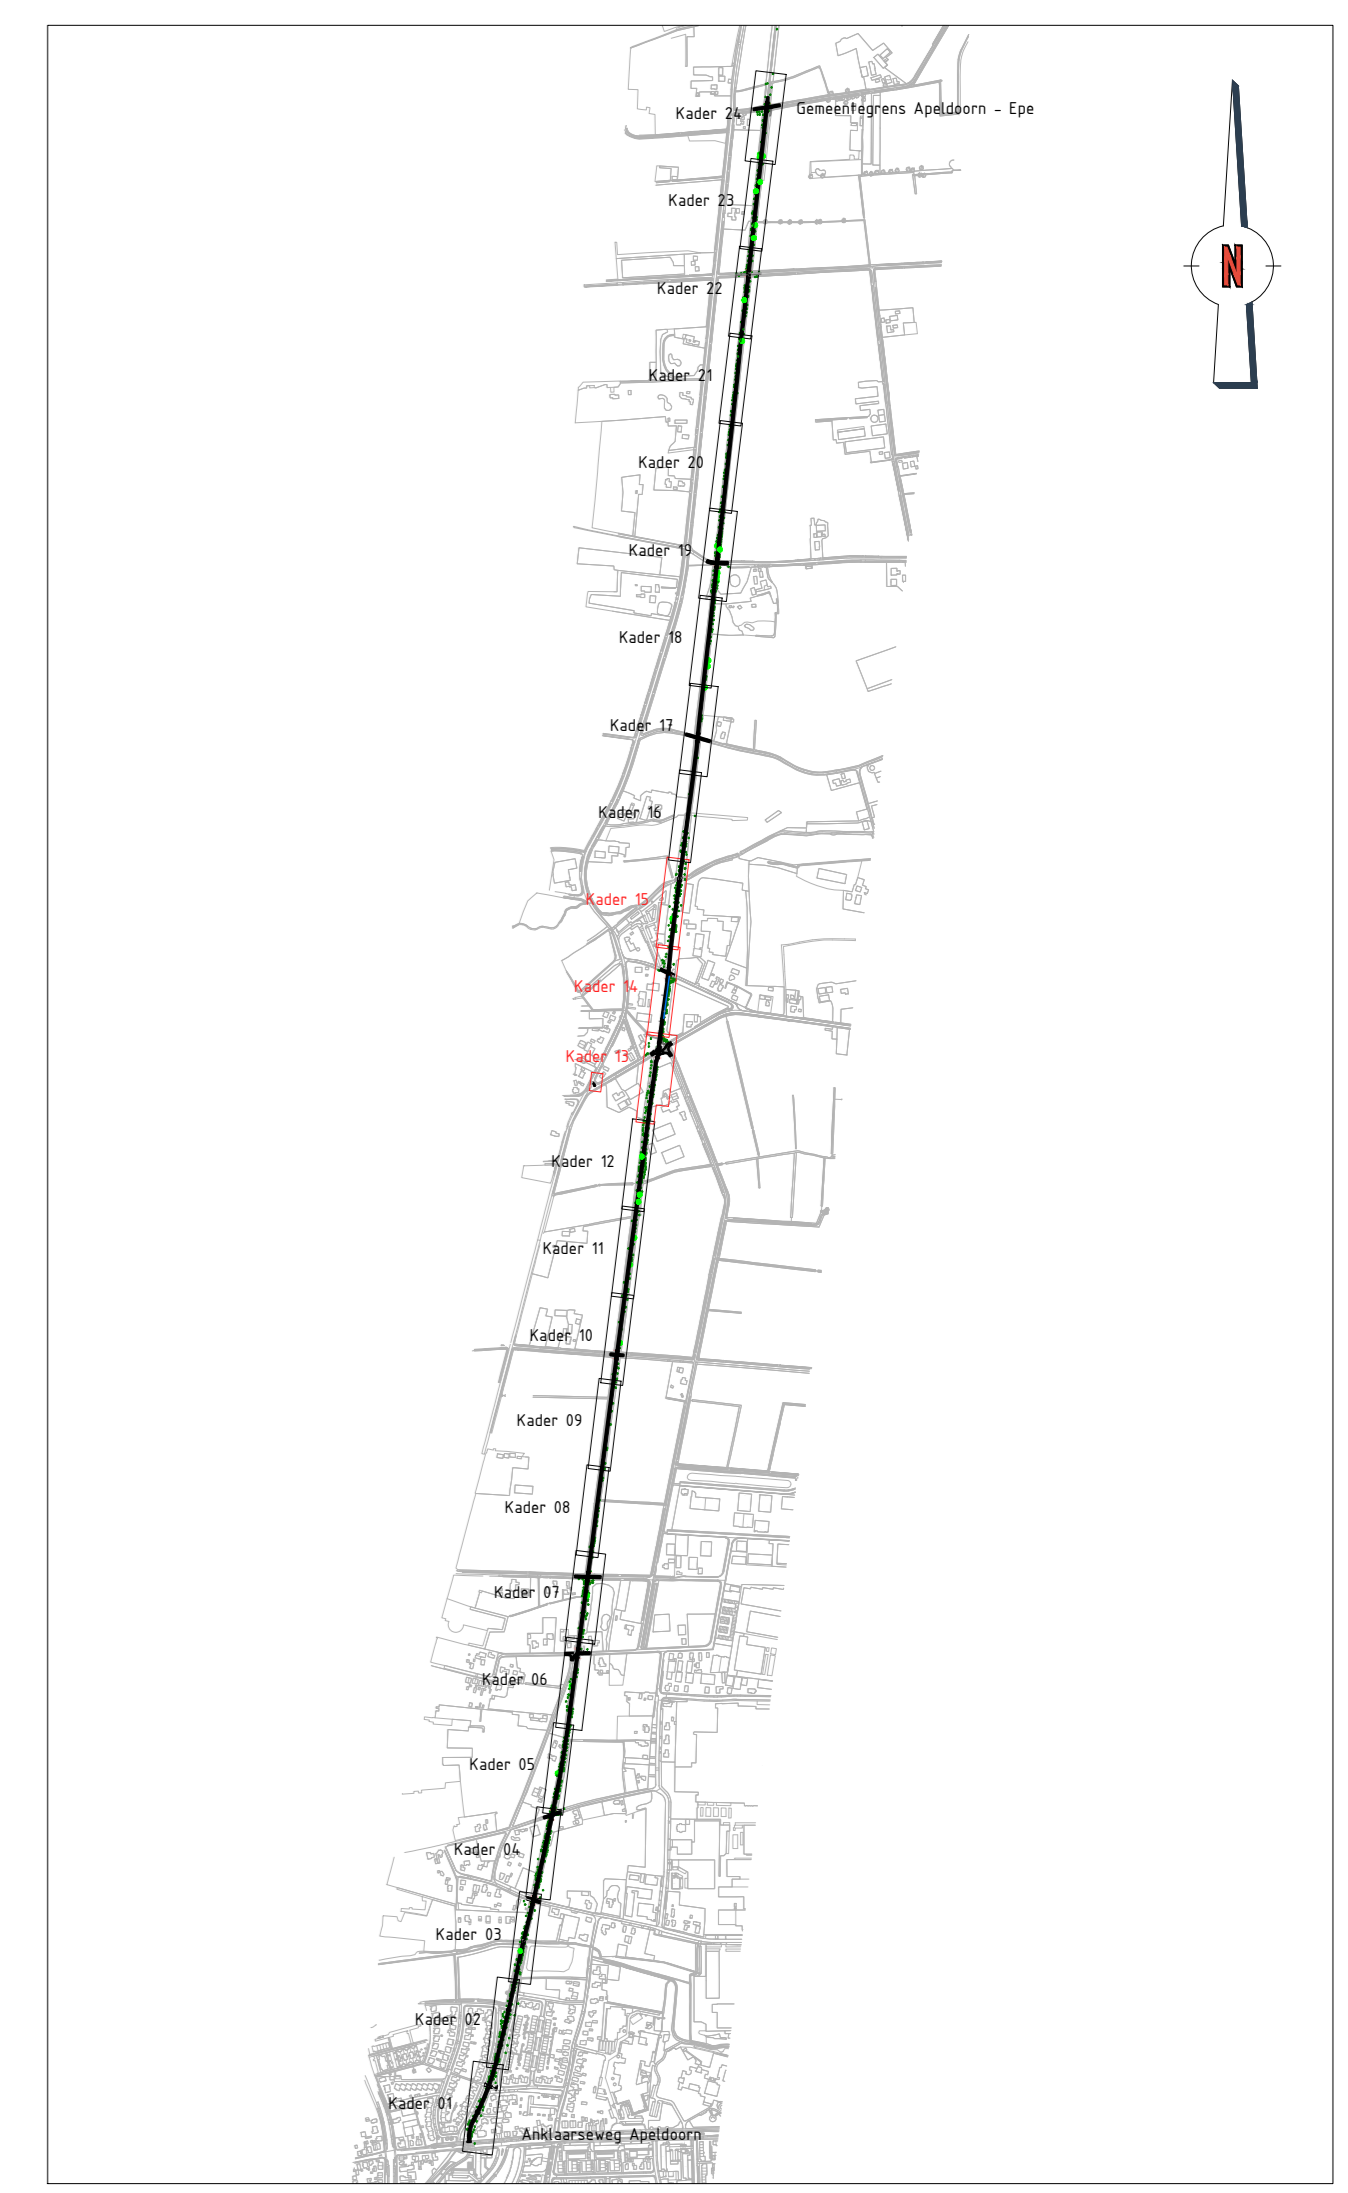 Kader 24
Gemeentegrens Apeldoorn - Epe
Kader 23
N
Kader 22
Kader 21
Kader 20
Kader 19
Kader 18
Kader 17
Kader 16
Kader 15
Kader 14
Kader 13
Kader 12
Kader 11
Kader 10
Kader 09
Kader 08
Kader 07
Kader 06
Kader 05
Kader 04
Kader 03
Kader 02
Kader 01
Anklaarseweg Apeldoorn